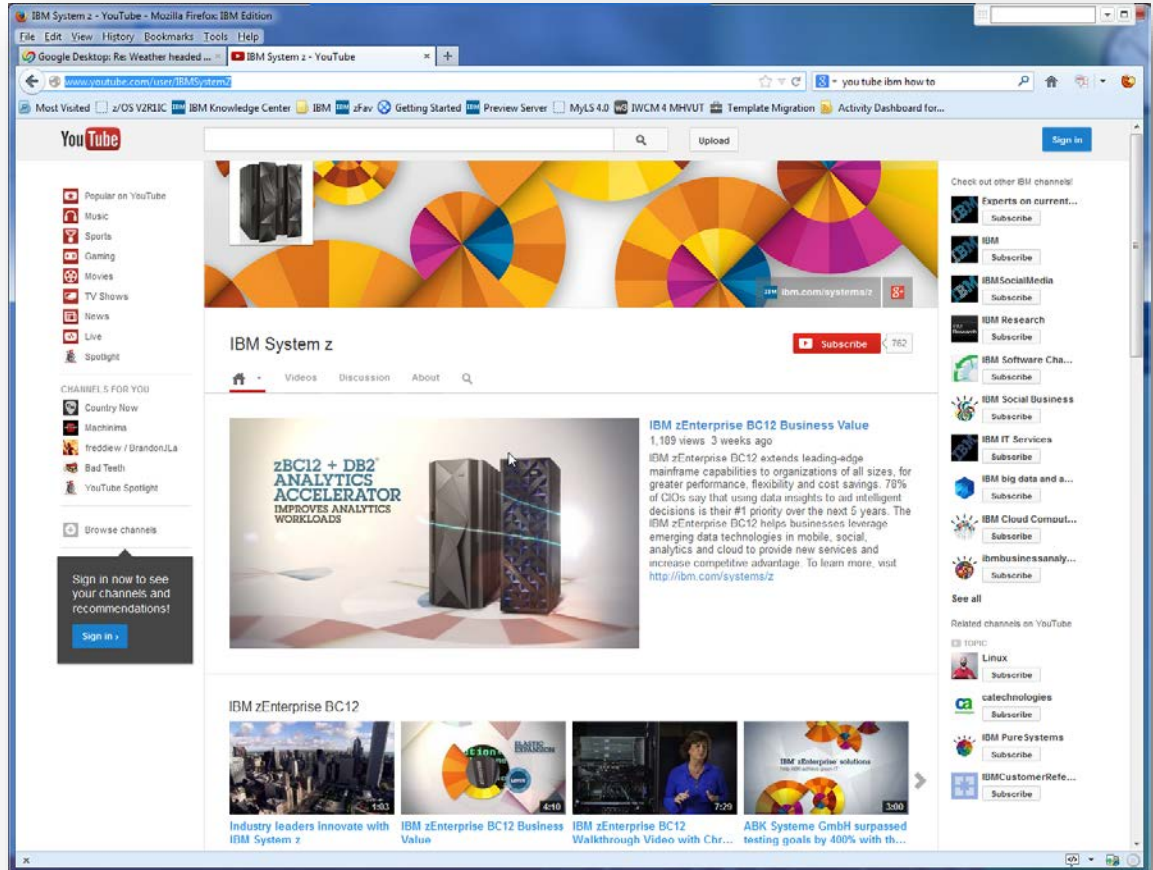 IBM System z - YouTube - Mozilla Firefox: IBM Edition
File Edit View History Bookmarks Tools Help
Google Desktop: Re: Weather headed ...
IBM System z - YouTube
www.youtube.com/user/IBMSystemZ
you tube ibm how to
Most Visited z/OS V2R1IC IBM Knowledge Center IBM zFav Getting Started Preview Server MyLS 4.0 IWCM 4 MHVUT Template Migration Activity Dashboard for...
YouTube
Upload
Sign in
Popular on YouTube
Music
Sports
Gaming
Movies
TV Shows
News
Live
Spotlight
CHANNELS FOR YOU
Country Now
Machinima
freddiew / BrandonJLa
Bad Teeth
YouTube Spotlight
Browse channels
Sign in now to see
your channels and
recommendations!
Sign in ›
ibm.com/systems/z
IBM System z
Subscribe 762
Videos Discussion About
zBC12 + DB2
ANALYTICS
ACCELERATOR
IMPROVES ANALYTICS
WORKLOADS
IBM zEnterprise BC12 Business Value
1,189 views 3 weeks ago
IBM zEnterprise BC12 extends leading-edge
mainframe capabilities to organizations of all sizes, for
greater performance, flexibility and cost savings. 78%
of CIOs say that using data insights to aid intelligent
decisions is their #1 priority over the next 5 years. The
IBM zEnterprise BC12 helps businesses leverage
emerging data technologies in mobile, social,
analytics and cloud to provide new services and
increase competitive advantage. To learn more, visit
http://ibm.com/systems/z
IBM zEnterprise BC12
1:03
Industry leaders innovate with
IBM System z
ELASTIC
EXPANSION
4:10
IBM zEnterprise BC12 Business
Value
7:29
IBM zEnterprise BC12
Walkthrough Video with Chr...
IBM zEnterprise solutions
3:00
ABK Systeme GmbH surpassed
testing goals by 400% with th...
Check out other IBM channels!
Experts on current...
Subscribe
IBM
Subscribe
IBMSocialMedia
Subscribe
IBM Research
Subscribe
IBM Software Cha...
Subscribe
IBM Social Business
Subscribe
IBM IT Services
Subscribe
IBM big data and a...
Subscribe
IBM Cloud Comput...
Subscribe
ibmbusinessanaly...
Subscribe
See all
Related channels on YouTube
TOPIC
Linux
Subscribe
catechnologies
Subscribe
IBM PureSystems
Subscribe
IBMCustomerRefe...
Subscribe